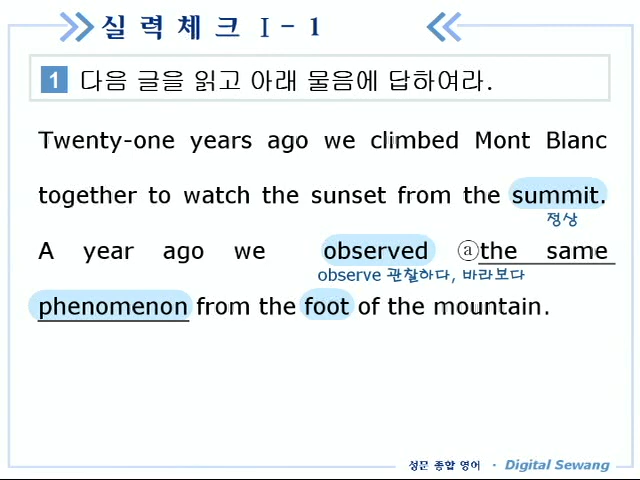 실력체크 I - 1
1 다음 글을 읽고 아래 물음에 답하여라.
Twenty-one years ago we climbed Mont Blanc
together to watch the sunset from the summit.
정상
A year ago we observed ⓐthe same
observe 관찰하다, 바라보다
phenomenon from the foot of the mountain.
성문 종합 영어 · Digital Sewang